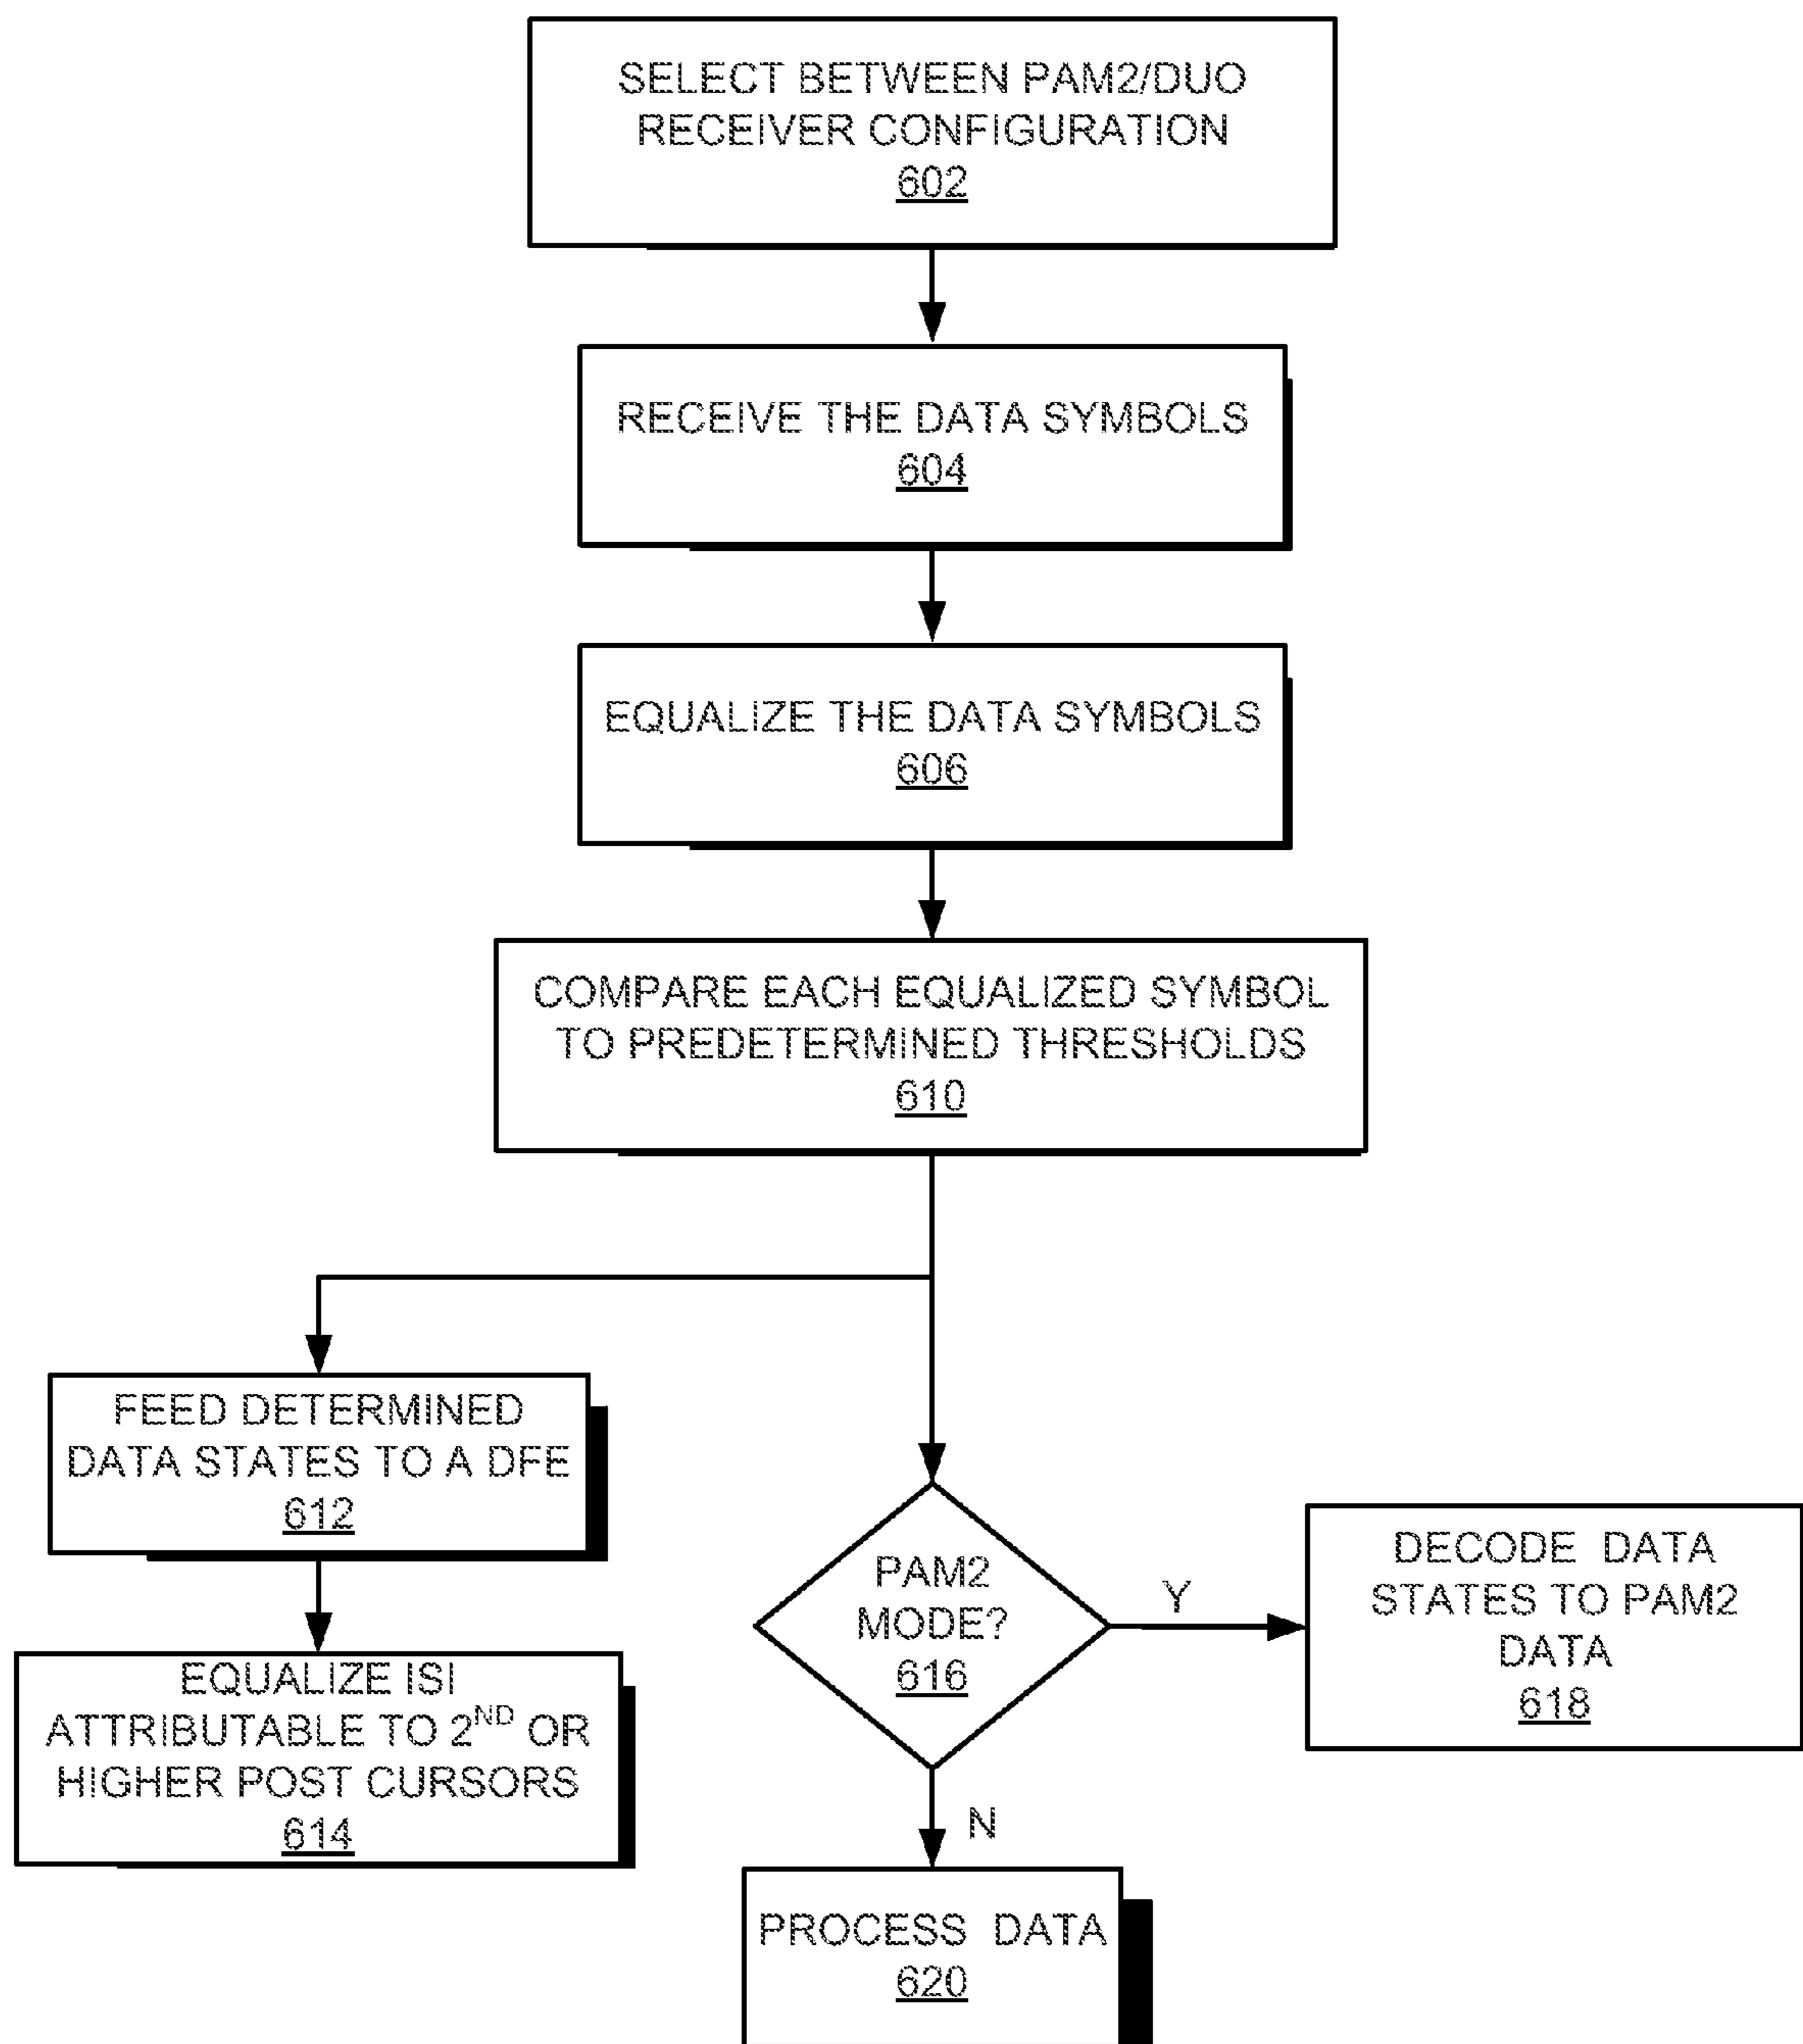 SELECT BETWEEN PAM2/DUO
RECEIVER CONFIGURATION
602
RECEIVE THE DATA SYMBOLS
604
EQUALIZE THE DATA SYMBOLS
606
COMPARE EACH EQUALIZED SYMBOL
TO PREDETERMINED THRESHOLDS
610
FEED DETERMINED
DATA STATES TO A DFE
612
EQUALIZE ISI
ATTRIBUTABLE TO 2ND OR
HIGHER POST CURSORS
614
PAM2
MODE?
616
Y
DECODE DATA
STATES TO PAM2
DATA
618
N
PROCESS DATA
620